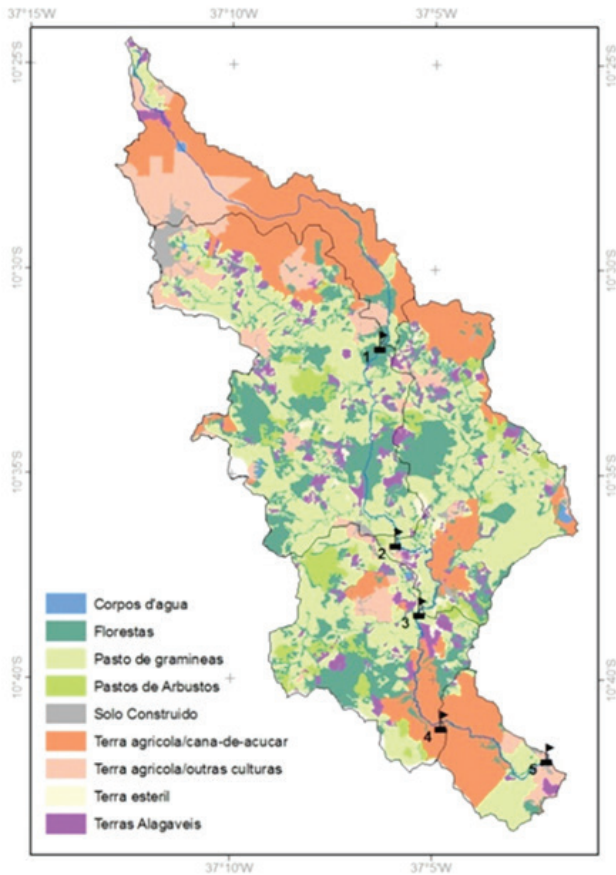 37°15'W 37°10'W 37°5'W
10°25'S 10°25'S
10°30'S 10°30'S
1
10°35'S 10°35'S
2
3
Corpos d'agua
Florestas
Pasto de gramineas
Pastos de Arbustos
10°40'S 10°40'S
Solo Construido
Terra agricola/cana-de-acucar
4
Terra agricola/outras culturas
5
Terra esteril
Terras Alagaveis
37°10'W 37°5'W